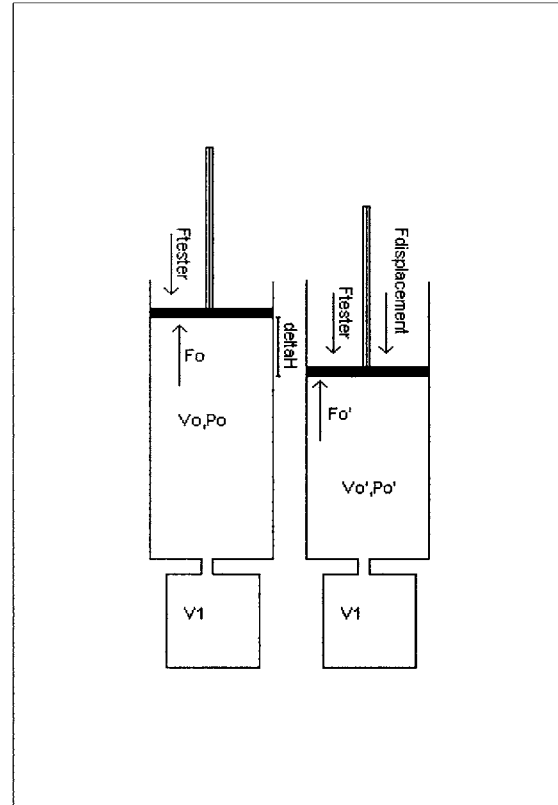 Ftester
Fo
Vo,Po
V1
deltaH
Ftester
Fdisplacement
Fo'
Vo',Po'
V1